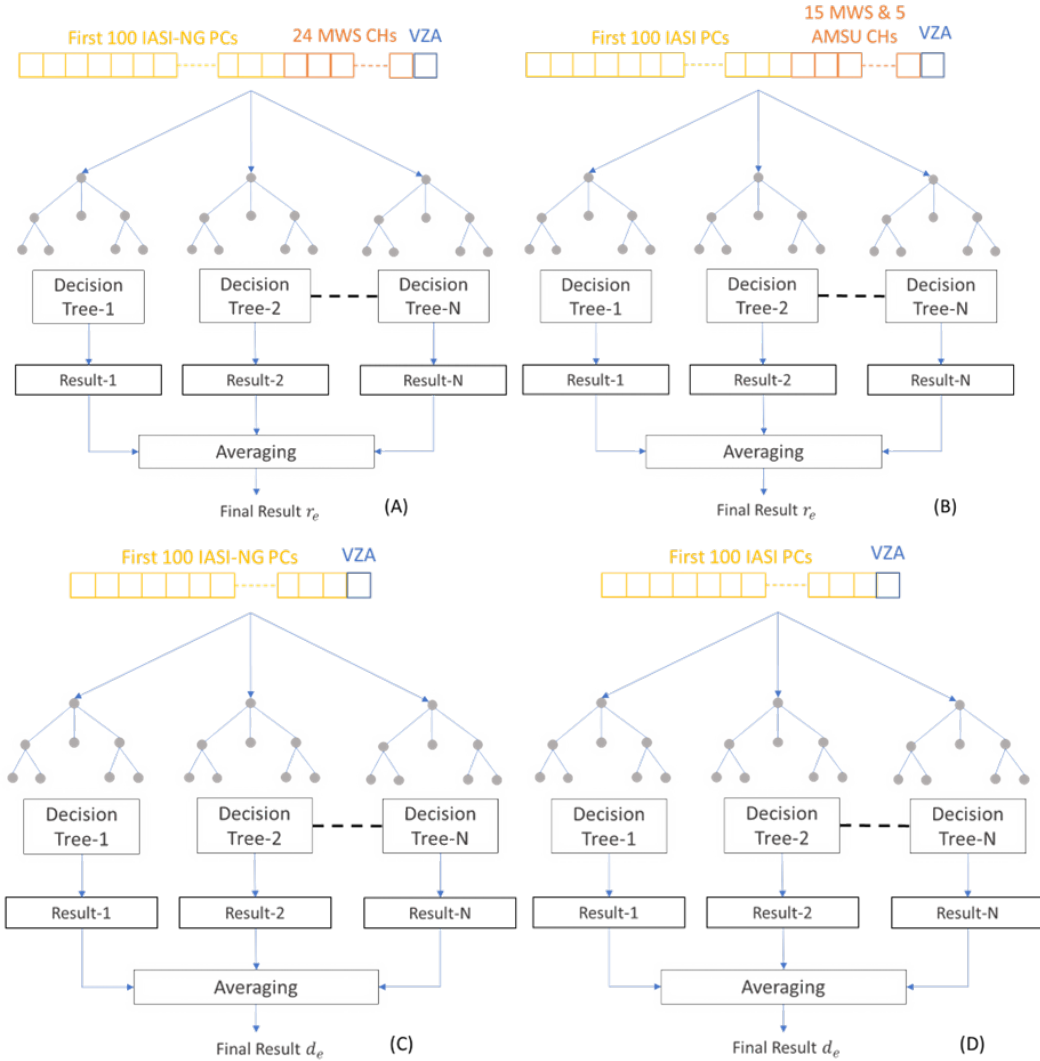 First 100 IASI-NG PCs
24 MWS CHs
VZA
Decision
Tree-1
Decision
Tree-2
Decision
Tree-N
Result-1
Result-2
Result-N
Averaging
Final Result r_e
(A)
First 100 IASI PCs
15 MWS & 5
AMSU CHs
VZA
Decision
Tree-1
Decision
Tree-2
Decision
Tree-N
Result-1
Result-2
Result-N
Averaging
Final Result r_e
(B)
First 100 IASI-NG PCs
VZA
Decision
Tree-1
Decision
Tree-2
Decision
Tree-N
Result-1
Result-2
Result-N
Averaging
Final Result d_e
(C)
First 100 IASI PCs
VZA
Decision
Tree-1
Decision
Tree-2
Decision
Tree-N
Result-1
Result-2
Result-N
Averaging
Final Result d_e
(D)